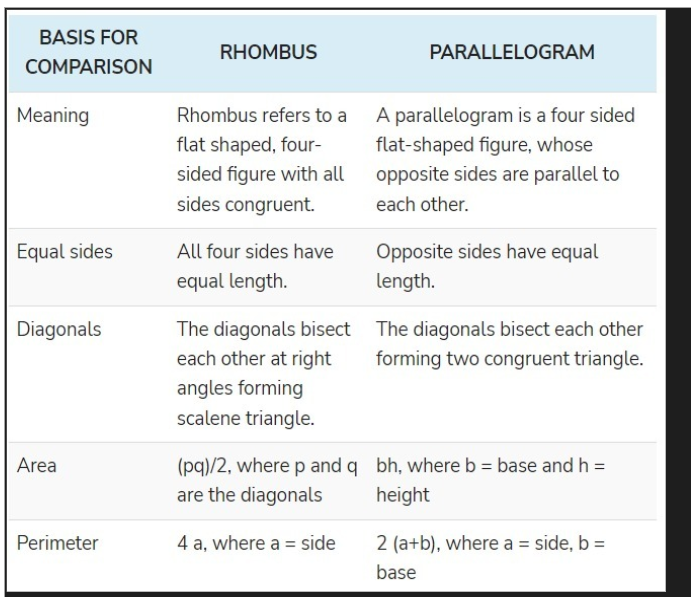 BASIS FOR
COMPARISON
RHOMBUS
PARALLELOGRAM
Meaning
Rhombus refers to a
flat shaped, four-
sided figure with all
sides congruent.
A parallelogram is a four sided
flat-shaped figure, whose
opposite sides are parallel to
each other.
Equal sides
All four sides have
equal length.
Opposite sides have equal
length.
Diagonals
The diagonals bisect
each other at right
angles forming
scalene triangle.
The diagonals bisect each other
forming two congruent triangle.
Area
(pq)/2, where p and q
are the diagonals
bh, where b = base and h =
height
Perimeter
4 a, where a = side
2 (a+b), where a = side, b =
base